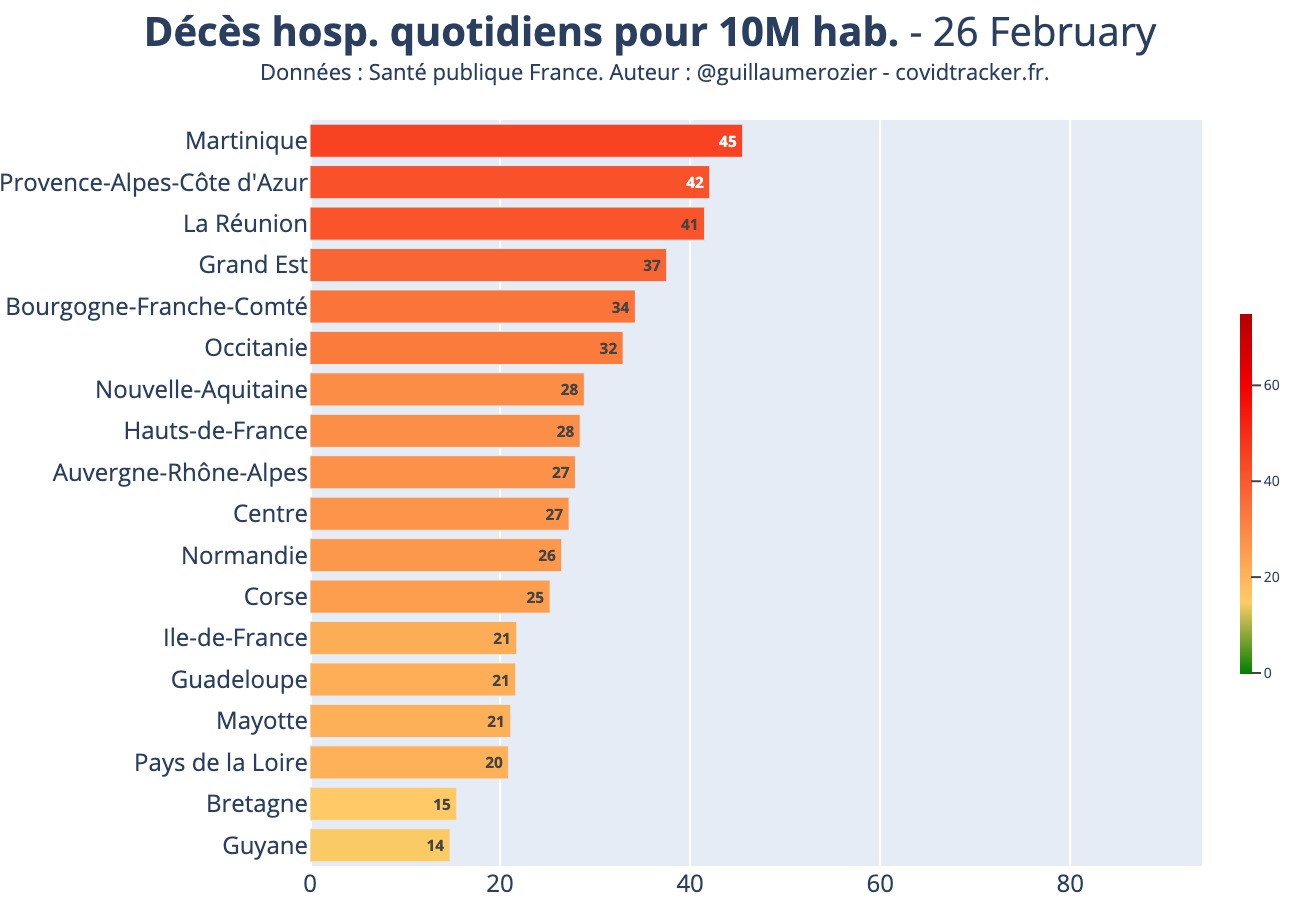 Décès hosp. quotidiens pour 10M hab. - 26 February
Données : Santé publique France. Auteur : @guillaumerozier - covidtracker.fr.
Martinique 45
Provence-Alpes-Côte d'Azur 42
La Réunion 41
Grand Est 37
Bourgogne-Franche-Comté 34
Occitanie 32
Nouvelle-Aquitaine 28
Hauts-de-France 28
Auvergne-Rhône-Alpes 27
Centre 27
Normandie 26
Corse 25
Ile-de-France 21
Guadeloupe 21
Mayotte 21
Pays de la Loire 20
Bretagne 15
Guyane 14
0 20 40 60 80
60
40
20
0